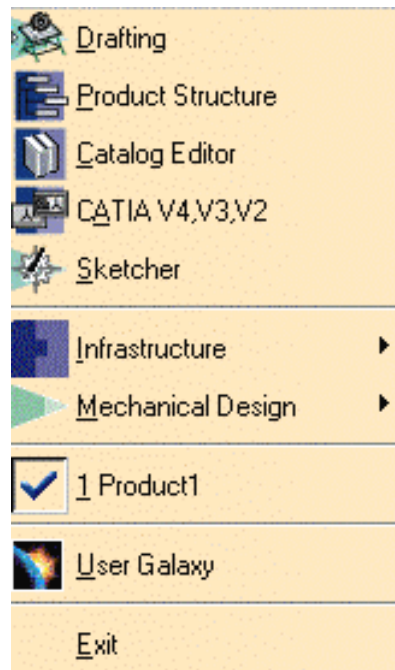 Drafting
Product Structure
Catalog Editor
CATIA V4,V3,V2
Sketcher
Infrastructure
Mechanical Design
1 Product1
User Galaxy
Exit